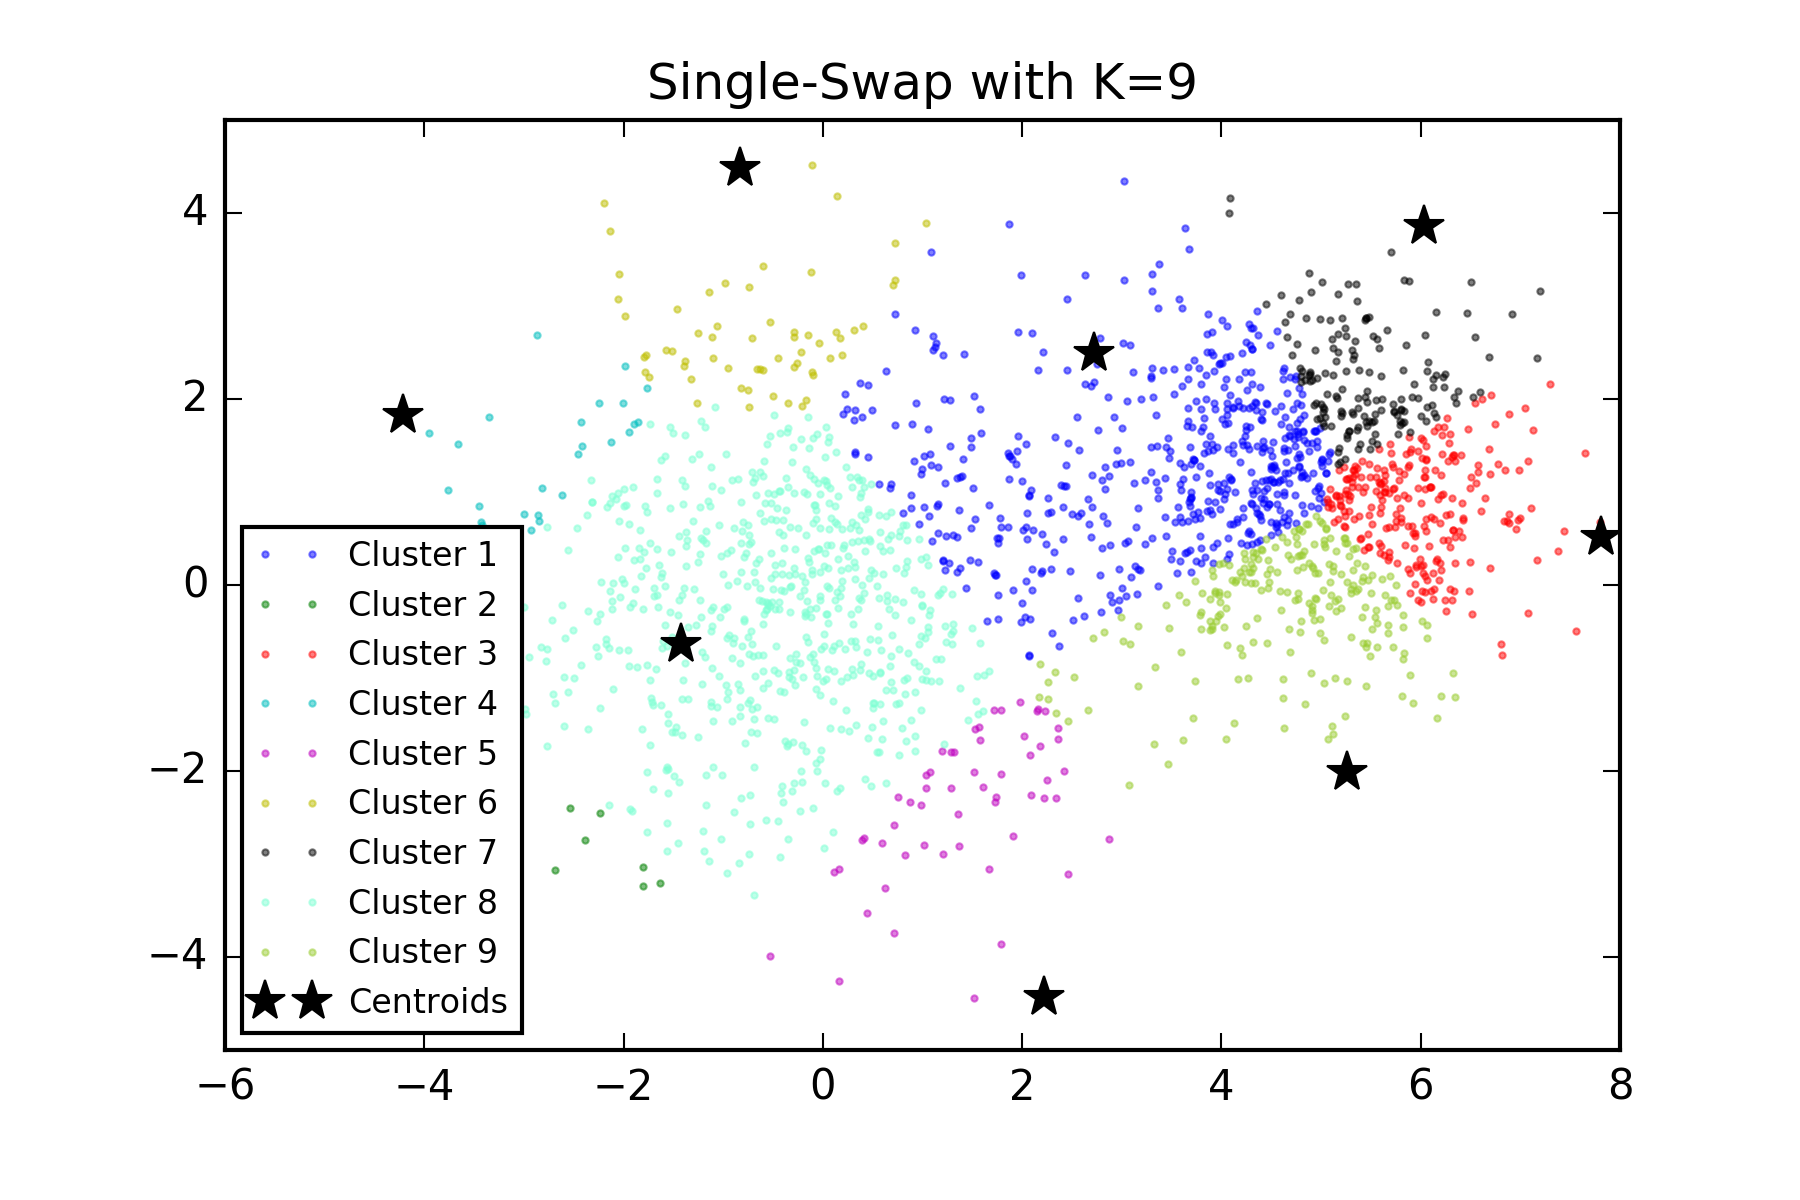 Single-Swap with K=9
4
2
0
−2
−4
Cluster 1
Cluster 2
Cluster 3
Cluster 4
Cluster 5
Cluster 6
Cluster 7
Cluster 8
Cluster 9
Centroids
−6 −4 −2 0 2 4 6 8